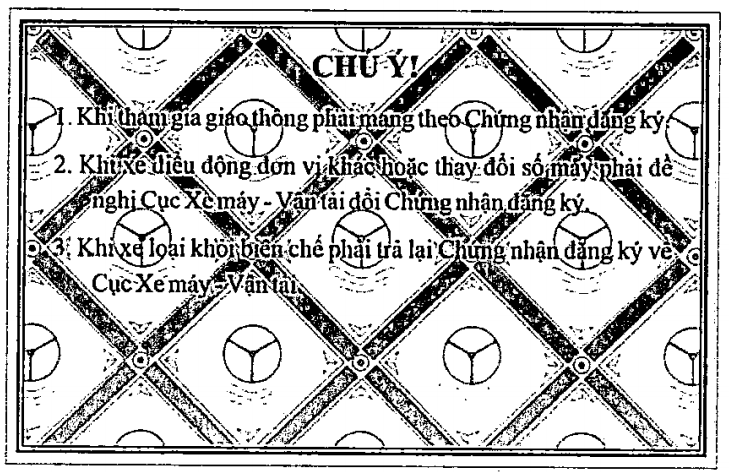 CHÚ Ý!
1. Khi tham gia giao thông phải mang theo Chứng nhận đăng ký.
2. Khi xe điều động đơn vị khác hoặc thay đổi số máy phải đề
nghị Cục Xe máy - Vận tải đổi Chứng nhận đăng ký.
3. Khi xe loại khỏi biên chế phải trả lại Chứng nhận đăng ký về
Cục Xe máy - Vận tải.